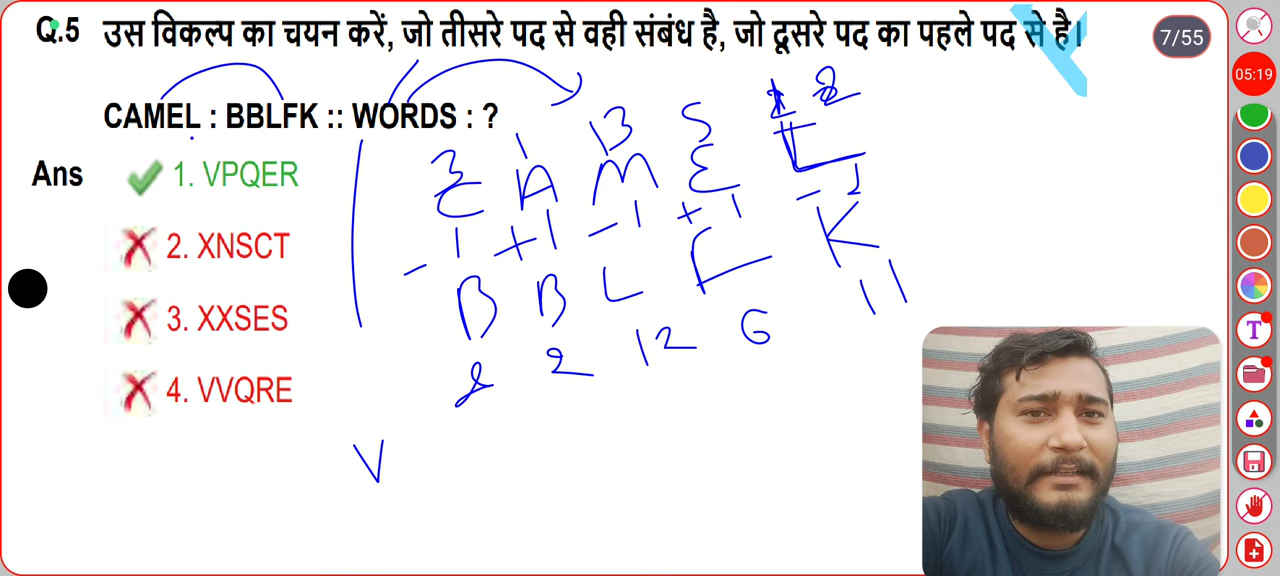 Q.5 उस विकल्प का चयन करें, जो तीसरे पद से वही संबंध है, जो दूसरे पद का पहले पद से है।
7/55
05:19
CAMEL : BBLFK :: WORDS : ?
Ans 1. VPQER
2. XNSCT
3. XXSES
4. VVQRE
3 1 13 5 12
C A M E L
-1 +1 -1 +1 -1
B B L F K
2 2 12 6 11
V
T